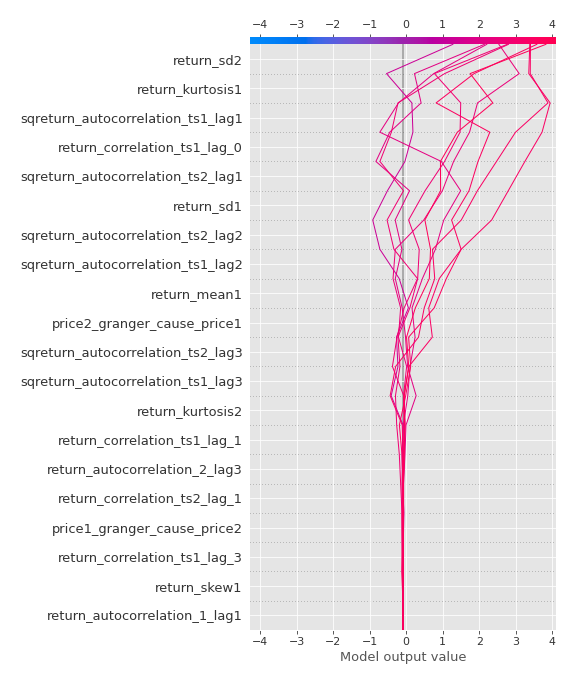 −4 −3 −2 −1 0 1 2 3 4
return_sd2
return_kurtosis1
sqreturn_autocorrelation_ts1_lag1
return_correlation_ts1_lag_0
sqreturn_autocorrelation_ts2_lag1
return_sd1
sqreturn_autocorrelation_ts2_lag2
sqreturn_autocorrelation_ts1_lag2
return_mean1
price2_granger_cause_price1
sqreturn_autocorrelation_ts2_lag3
sqreturn_autocorrelation_ts1_lag3
return_kurtosis2
return_correlation_ts1_lag_1
return_autocorrelation_2_lag3
return_correlation_ts2_lag_1
price1_granger_cause_price2
return_correlation_ts1_lag_3
return_skew1
return_autocorrelation_1_lag1
−4 −3 −2 −1 0 1 2 3 4
Model output value